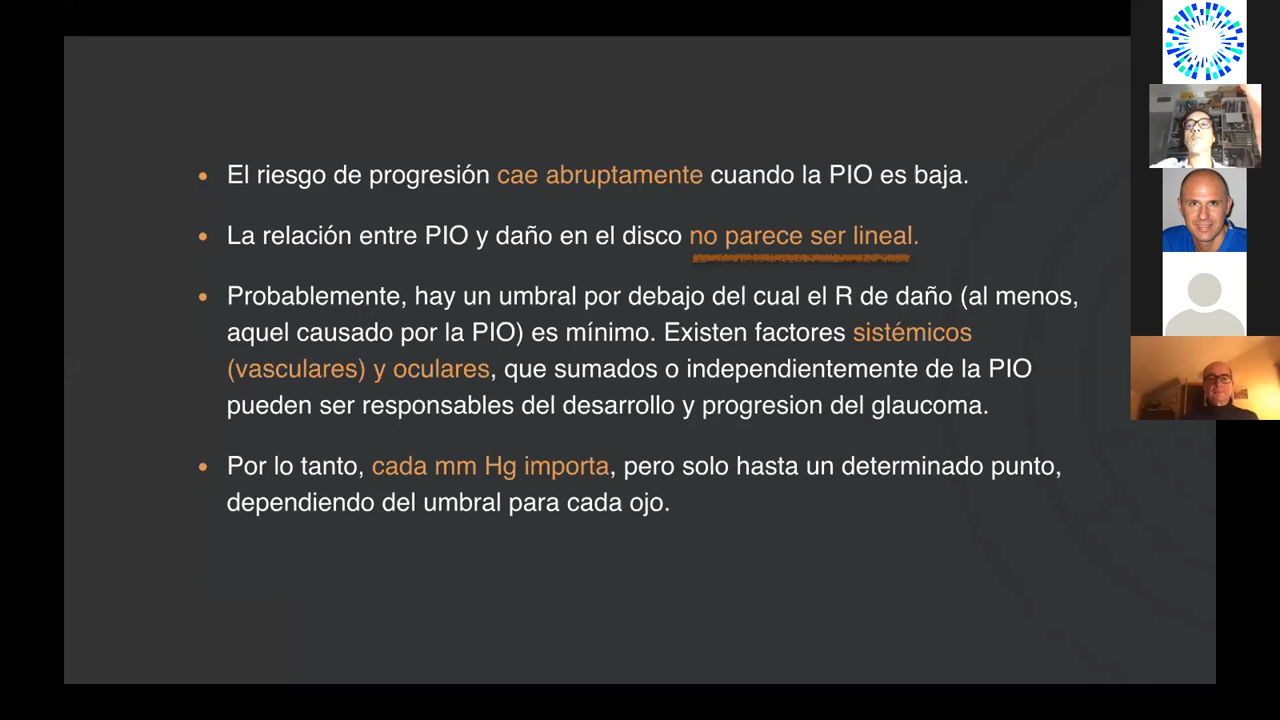 El riesgo de progresión cae abruptamente cuando la PIO es baja.
La relación entre PIO y daño en el disco no parece ser lineal.
Probablemente, hay un umbral por debajo del cual el R de daño (al menos,
aquel causado por la PIO) es mínimo. Existen factores sistémicos
(vasculares) y oculares, que sumados o independientemente de la PIO
pueden ser responsables del desarrollo y progresion del glaucoma.
Por lo tanto, cada mm Hg importa, pero solo hasta un determinado punto,
dependiendo del umbral para cada ojo.